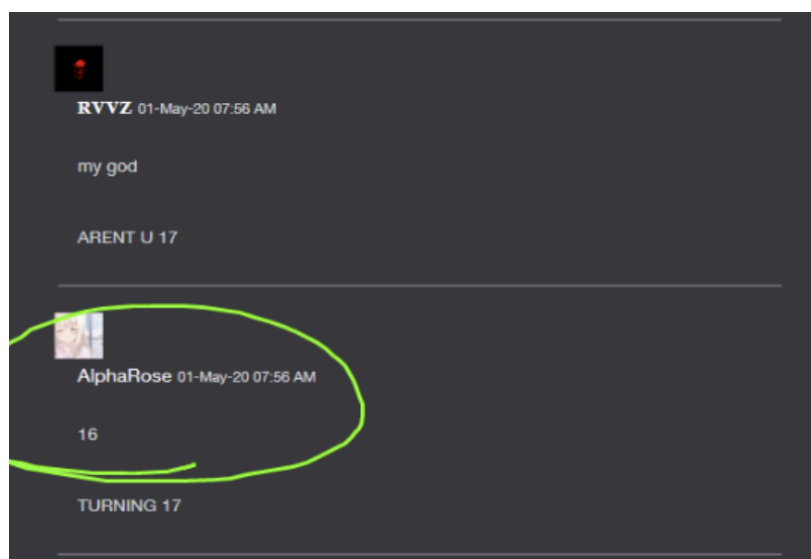 RVVZ 01-May-20 07:56 AM
my god
ARENT U 17
AlphaRose 01-May-20 07:56 AM
16
TURNING 17